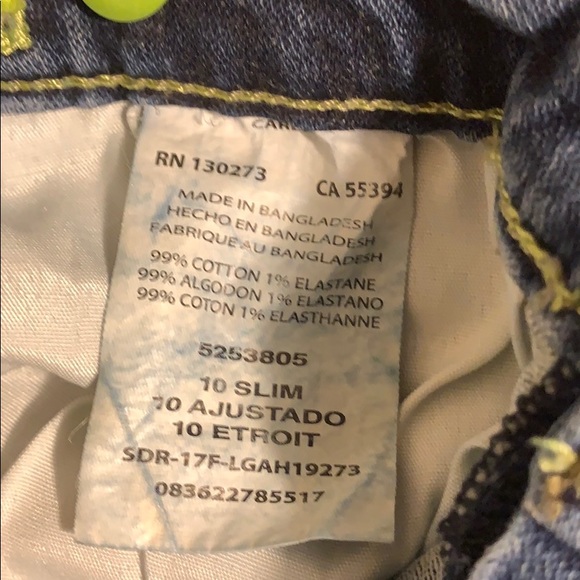 RN 130273 CA 55394
MADE IN BANGLADESH
HECHO EN BANGLADESH
FABRIQUE AU BANGLADESH
99% COTTON 1% ELASTANE
99% ALGODON 1% ELASTANO
99% COTON 1% ELASTHANNE
5253805
10 SLIM
10 AJUSTADO
10 ETROIT
SDR-17F-LGAH19273
083622785517